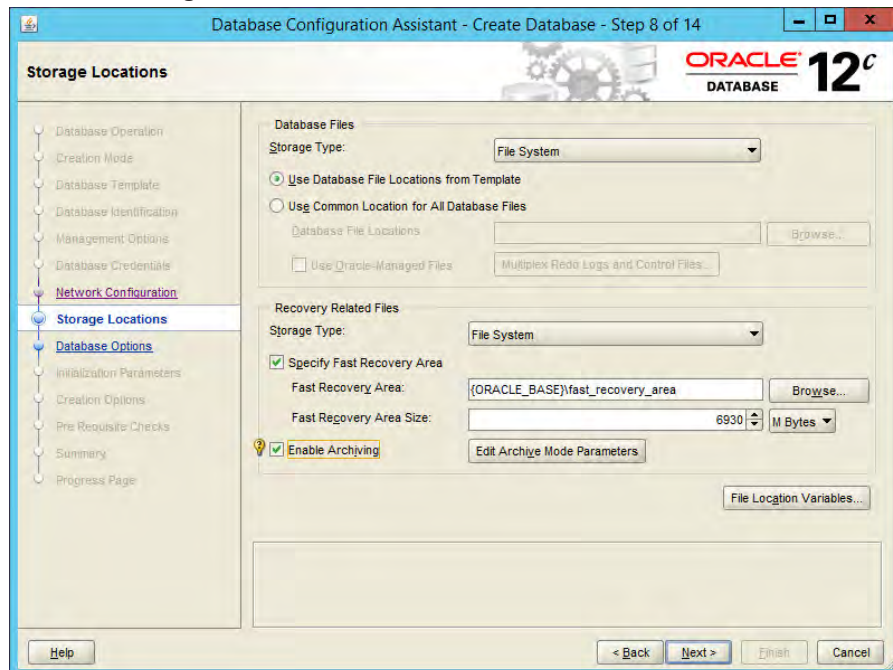 Database Configuration Assistant - Create Database - Step 8 of 14
Storage Locations
ORACLE
DATABASE
12c
Database Operation
Creation Mode
Database Template
Database Identification
Management Options
Database Credentials
Network Configuration
Storage Locations
Database Options
Initialization Parameters
Creation Options
Pre Requisite Checks
Summary
Progress Page
Database Files
Storage Type: File System
Use Database File Locations from Template
Use Common Location for All Database Files
Database File Locations Browse...
Use Oracle-Managed Files Multiplex Redo Logs and Control Files...
Recovery Related Files
Storage Type: File System
Specify Fast Recovery Area
Fast Recovery Area: {ORACLE_BASE}\fast_recovery_area Browse...
Fast Recovery Area Size: 6930 M Bytes
Enable Archiving Edit Archive Mode Parameters
File Location Variables...
Help < Back Next > Finish Cancel